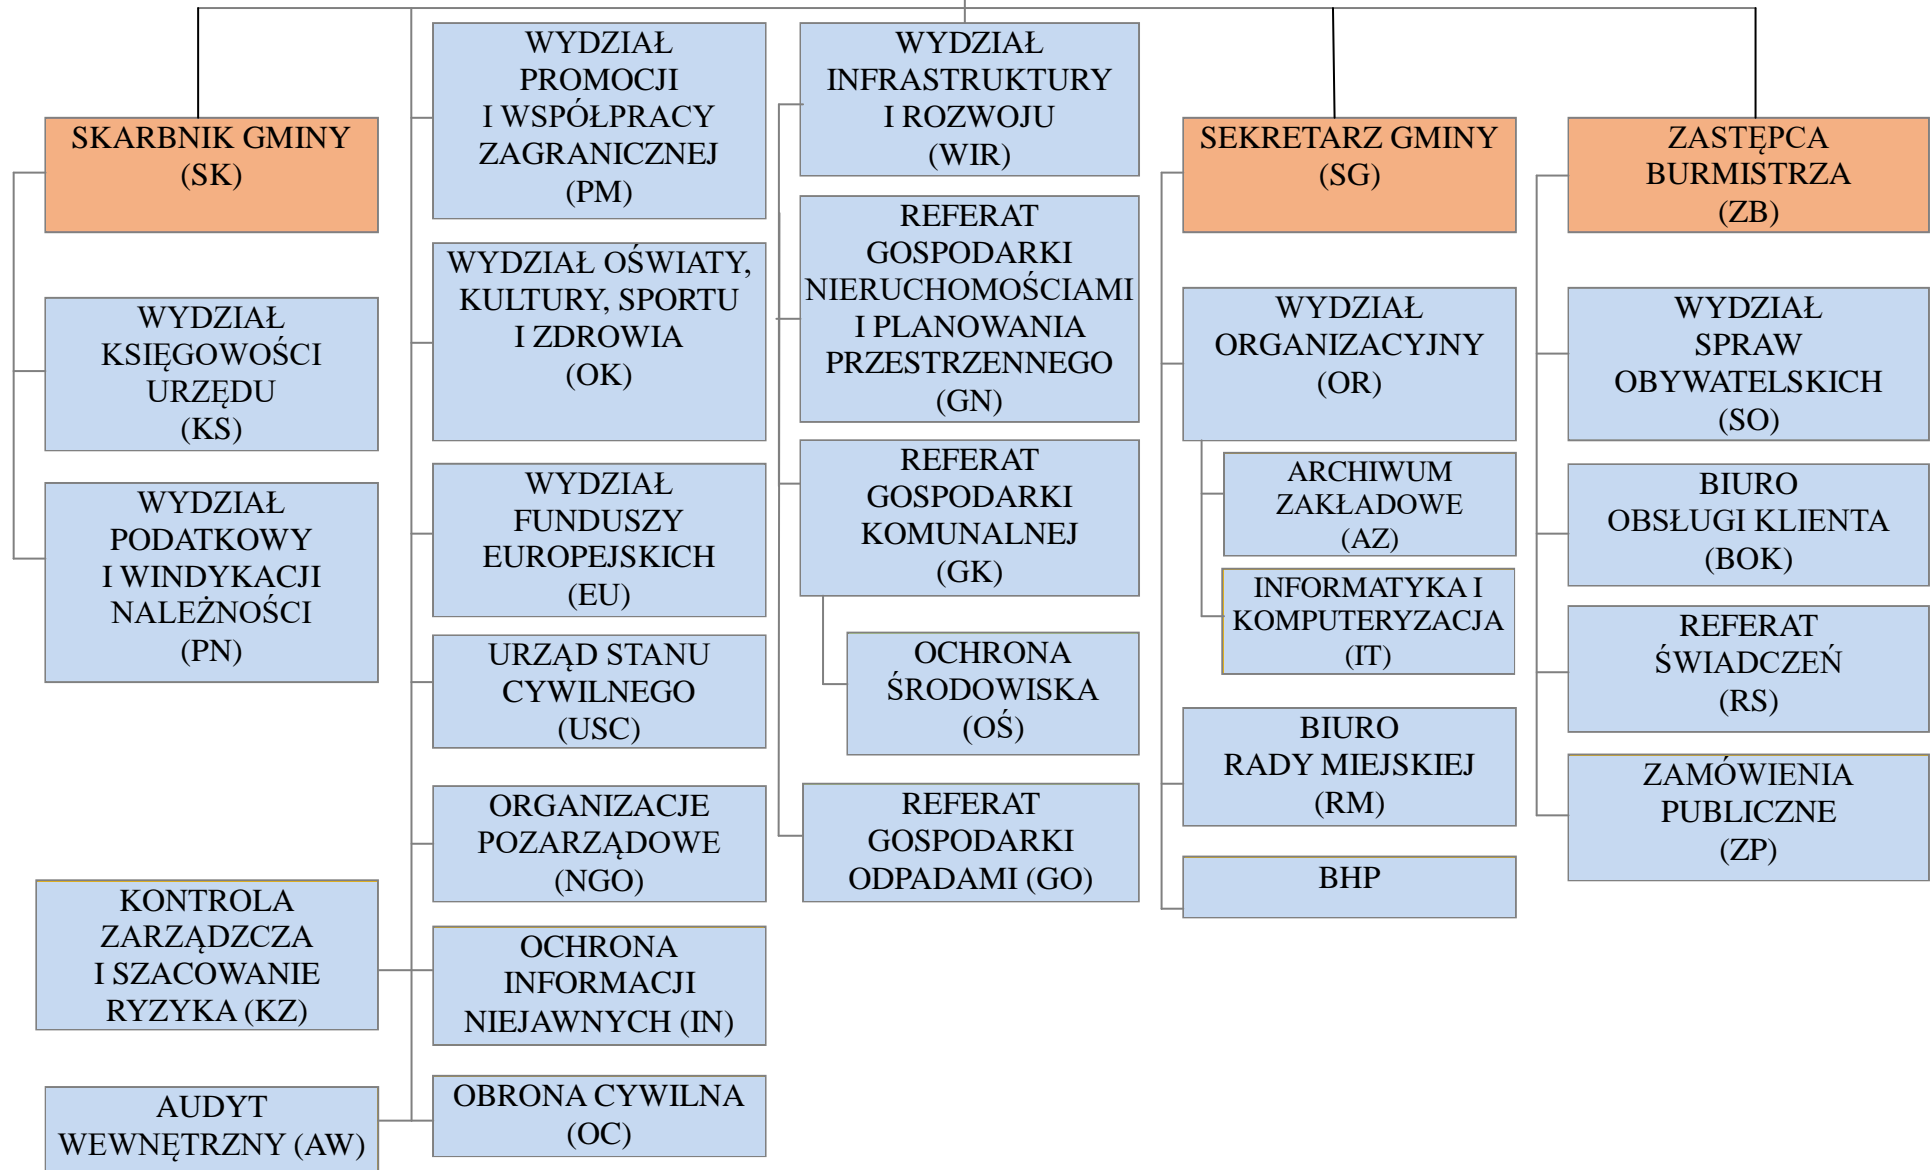 SKARBNIK GMINY
(SK)
WYDZIAŁ
KSIĘGOWOŚCI
URZĘDU
(KS)
WYDZIAŁ
PODATKOWY
I WINDYKACJI
NALEŻNOŚCI
(PN)
KONTROLA
ZARZĄDZCZA
I SZACOWANIE
RYZYKA (KZ)
AUDYT
WEWNĘTRZNY (AW)
WYDZIAŁ
PROMOCJI
I WSPÓŁPRACY
ZAGRANICZNEJ
(PM)
WYDZIAŁ OŚWIATY,
KULTURY, SPORTU
I ZDROWIA
(OK)
WYDZIAŁ
FUNDUSZY
EUROPEJSKICH
(EU)
URZĄD STANU
CYWILNEGO
(USC)
ORGANIZACJE
POZARZĄDOWE
(NGO)
OCHRONA
INFORMACJI
NIEJAWNYCH (IN)
OBRONA CYWILNA
(OC)
WYDZIAŁ
INFRASTRUKTURY
I ROZWOJU
(WIR)
REFERAT
GOSPODARKI
NIERUCHOMOŚCIAMI
I PLANOWANIA
PRZESTRZENNEGO
(GN)
REFERAT
GOSPODARKI
KOMUNALNEJ
(GK)
OCHRONA
ŚRODOWISKA
(OŚ)
REFERAT
GOSPODARKI
ODPADAMI (GO)
SEKRETARZ GMINY
(SG)
WYDZIAŁ
ORGANIZACYJNY
(OR)
ARCHIWUM
ZAKŁADOWE
(AZ)
INFORMATYKA I
KOMPUTERYZACJA
(IT)
BIURO
RADY MIEJSKIEJ
(RM)
BHP
ZASTĘPCA
BURMISTRZA
(ZB)
WYDZIAŁ
SPRAW
OBYWATELSKICH
(SO)
BIURO
OBSŁUGI KLIENTA
(BOK)
REFERAT
ŚWIADCZEŃ
(RS)
ZAMÓWIENIA
PUBLICZNE
(ZP)